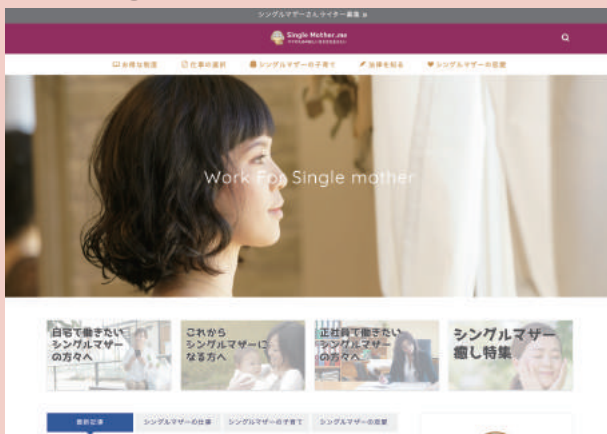 シングルマザーさんライター募集 »
Single Mother.me
お得な制度 仕事の選択 シングルマザーの子育て 法律を知る シングルマザーの恋愛
Work For Single mother
自宅で働きたい
シングルマザー
の方々へ
これから
シングルマザーに
なる方へ
正社員で働きたい
シングルマザー
の方々へ
シングルマザー
癒し特集
最新記事 シングルマザーの仕事 シングルマザーの子育て シングルマザーの恋愛